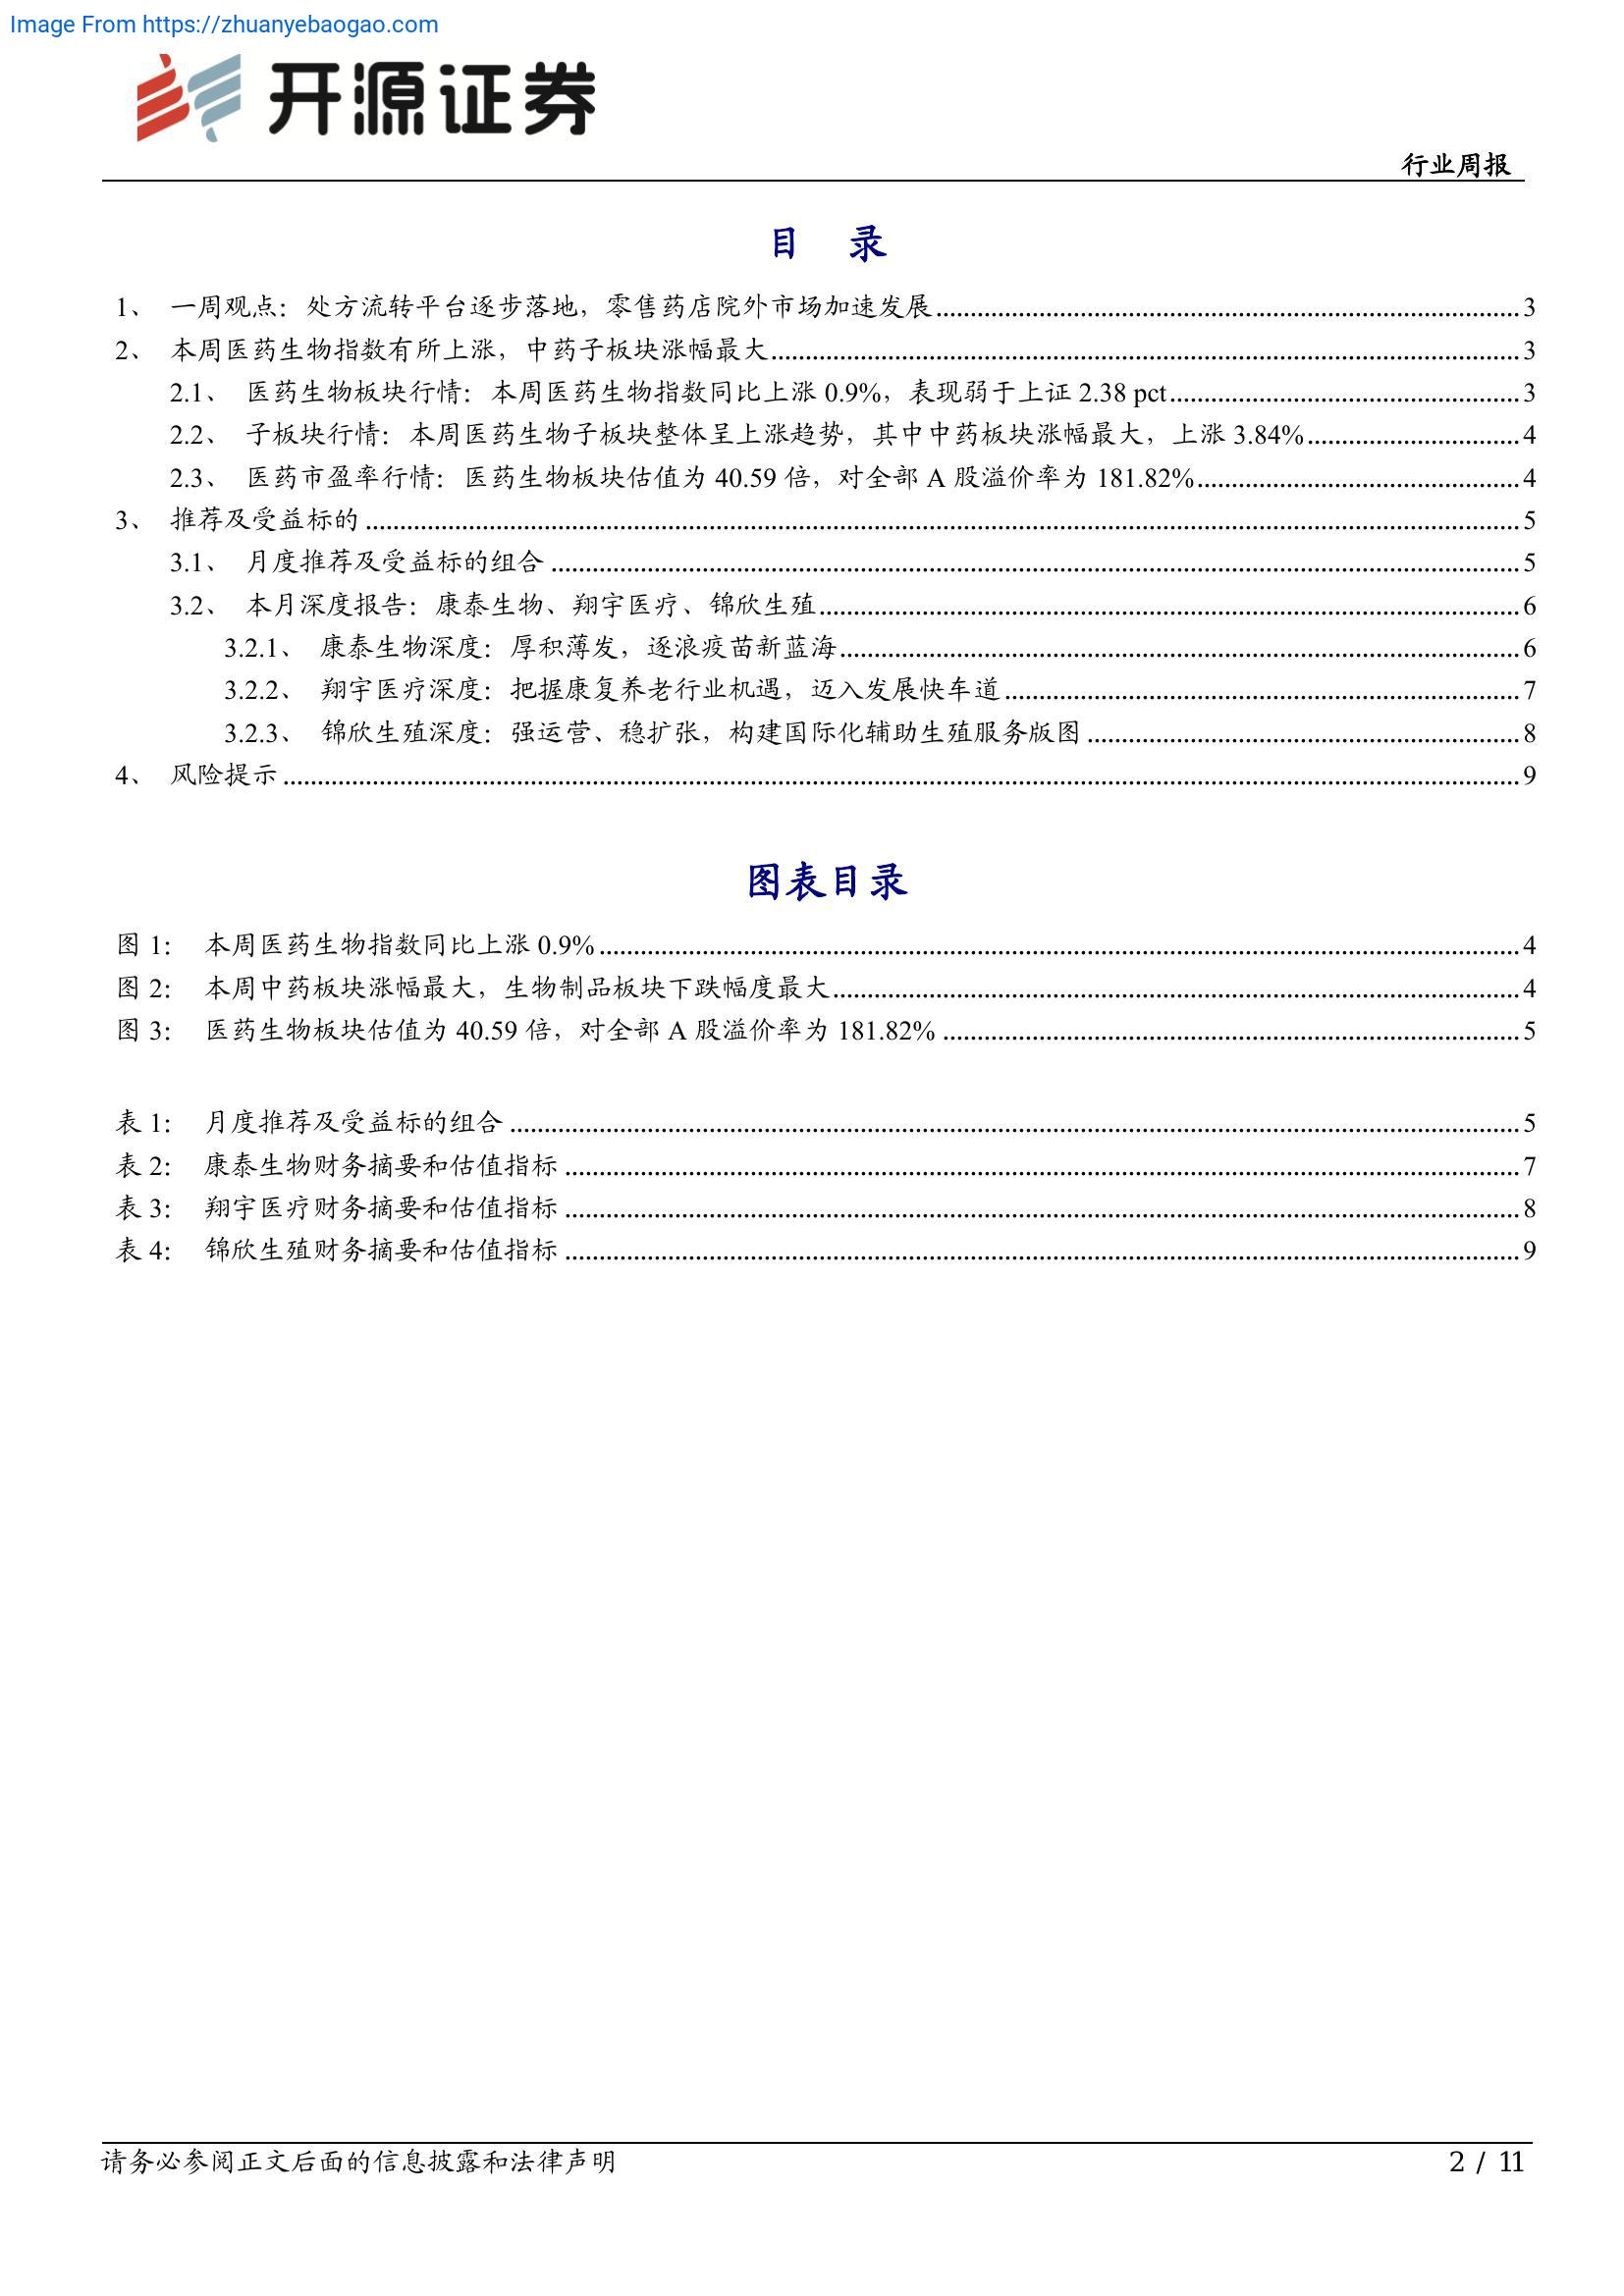 Image From https://zhuanyebaogao.com
开源证券
行业周报
目 录
1、 一周观点：处方流转平台逐步落地，零售药店院外市场加速发展 3
2、 本周医药生物指数有所上涨，中药子板块涨幅最大 3
2.1、 医药生物板块行情：本周医药生物指数同比上涨 0.9%，表现弱于上证 2.38 pct 3
2.2、 子板块行情：本周医药生物子板块整体呈上涨趋势，其中中药板块涨幅最大，上涨 3.84% 4
2.3、 医药市盈率行情：医药生物板块估值为 40.59 倍，对全部 A 股溢价率为 181.82% 4
3、 推荐及受益标的 5
3.1、 月度推荐及受益标的组合 5
3.2、 本月深度报告：康泰生物、翔宇医疗、锦欣生殖 6
3.2.1、 康泰生物深度：厚积薄发，逐浪疫苗新蓝海 6
3.2.2、 翔宇医疗深度：把握康复养老行业机遇，迈入发展快车道 7
3.2.3、 锦欣生殖深度：强运营、稳扩张，构建国际化辅助生殖服务版图 8
4、 风险提示 9
图表目录
图 1： 本周医药生物指数同比上涨 0.9% 4
图 2： 本周中药板块涨幅最大，生物制品板块下跌幅度最大 4
图 3： 医药生物板块估值为 40.59 倍，对全部 A 股溢价率为 181.82% 5
表 1： 月度推荐及受益标的组合 5
表 2： 康泰生物财务摘要和估值指标 7
表 3： 翔宇医疗财务摘要和估值指标 8
表 4： 锦欣生殖财务摘要和估值指标 9
请务必参阅正文后面的信息披露和法律声明
2 / 11